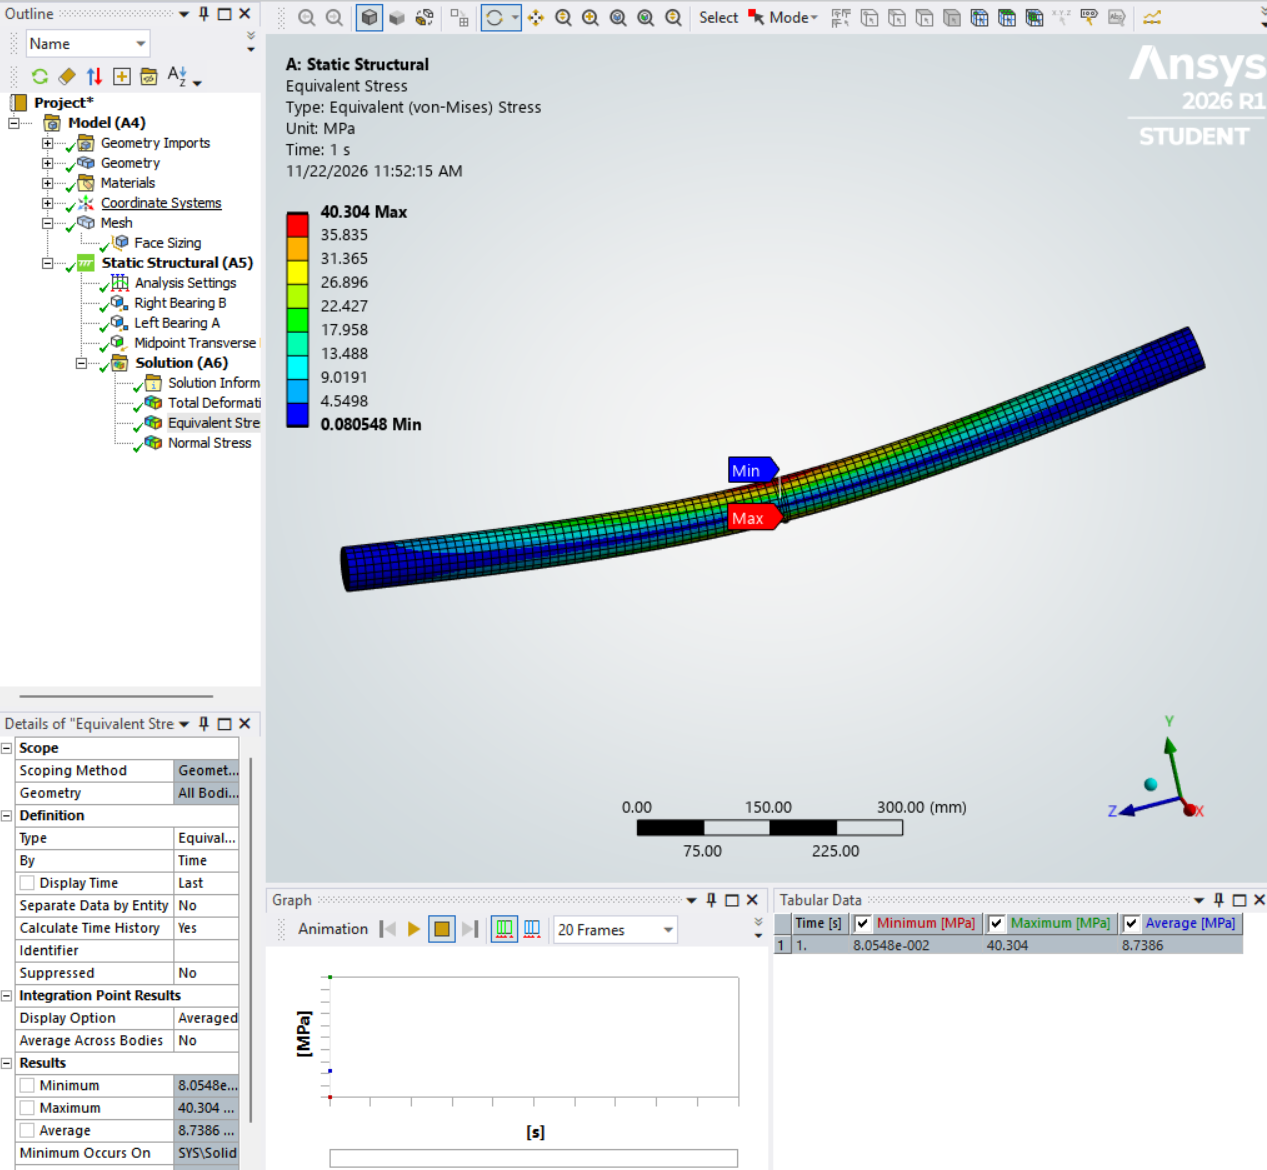 Outline
Name
Project*
Model (A4)
Geometry Imports
Geometry
Materials
Coordinate Systems
Mesh
Face Sizing
Static Structural (A5)
Analysis Settings
Right Bearing B
Left Bearing A
Midpoint Transverse
Solution (A6)
Solution Inform
Total Deformati
Equivalent Stre
Normal Stress
Details of "Equivalent Stre
Scope
Scoping Method Geomet...
Geometry All Bodi...
Definition
Type Equival...
By Time
Display Time Last
Separate Data by Entity No
Calculate Time History Yes
Identifier
Suppressed No
Integration Point Results
Display Option Averaged
Average Across Bodies No
Results
Minimum 8.0548e...
Maximum 40.304 ...
Average 8.7386 ...
Minimum Occurs On SYS\Solid
Select Mode
A: Static Structural
Equivalent Stress
Type: Equivalent (von-Mises) Stress
Unit: MPa
Time: 1 s
11/22/2026 11:52:15 AM
40.304 Max
35.835
31.365
26.896
22.427
17.958
13.488
9.0191
4.5498
0.080548 Min
Ansys
2026 R1
STUDENT
Min
Max
0.00 150.00 300.00 (mm)
75.00 225.00
Y
Z X
Graph
Animation 20 Frames
[MPa]
[s]
Tabular Data
Time [s] Minimum [MPa] Maximum [MPa] Average [MPa]
1 1. 8.0548e-002 40.304 8.7386